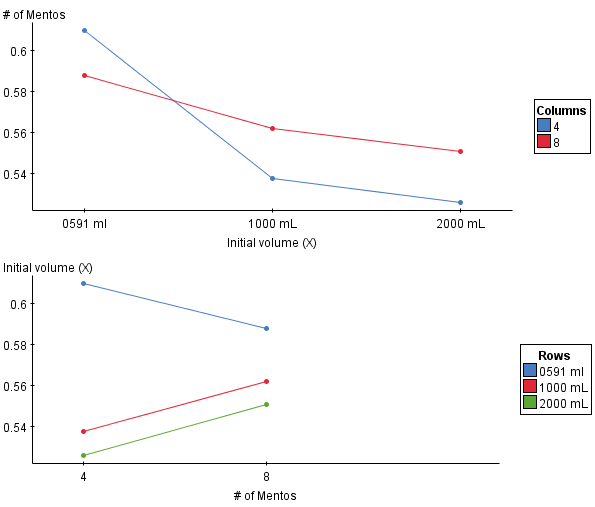 # of Mentos
0.6
0.58
0.56
0.54
0591 ml 1000 mL 2000 mL
Initial volume (X)
Columns
4
8
Initial volume (X)
0.6
0.58
0.56
0.54
4 8
# of Mentos
Rows
0591 ml
1000 mL
2000 mL